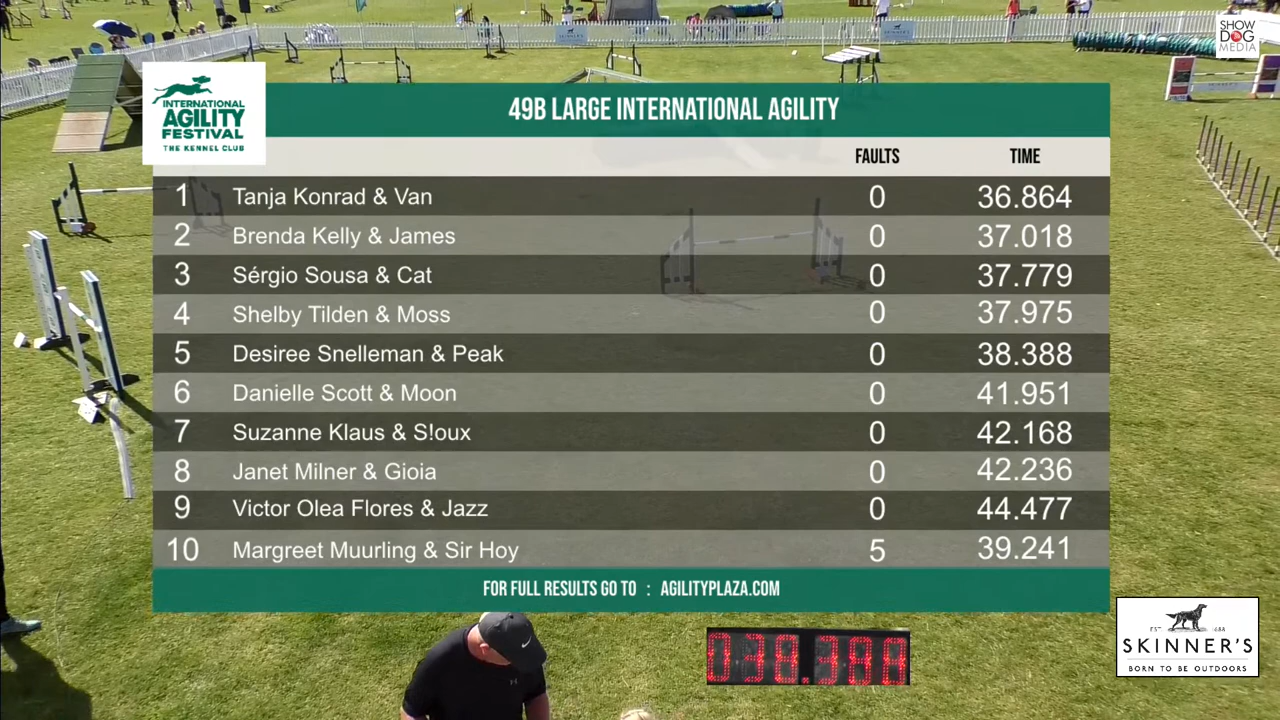 SHOW
DOG
MEDIA
INTERNATIONAL
AGILITY
FESTIVAL
THE KENNEL CLUB
49B LARGE INTERNATIONAL AGILITY
FAULTS TIME
1 Tanja Konrad & Van 0 36.864
2 Brenda Kelly & James 0 37.018
3 Sérgio Sousa & Cat 0 37.779
4 Shelby Tilden & Moss 0 37.975
5 Desiree Snelleman & Peak 0 38.388
6 Danielle Scott & Moon 0 41.951
7 Suzanne Klaus & S!oux 0 42.168
8 Janet Milner & Gioia 0 42.236
9 Victor Olea Flores & Jazz 0 44.477
10 Margreet Muurling & Sir Hoy 5 39.241
FOR FULL RESULTS GO TO : AGILITYPLAZA.COM
038.388
SKINNER'S
BORN TO BE OUTDOORS